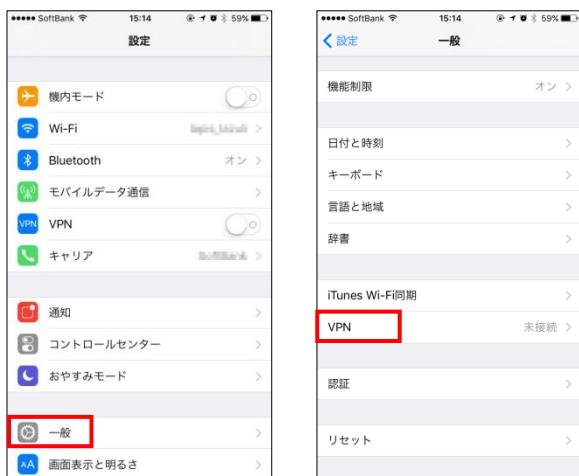 SoftBank 15:14 59%
設定
機内モード
Wi-Fi
Bluetooth オン
モバイルデータ通信
VPN VPN
キャリア
通知
コントロールセンター
おやすみモード
一般
AA 画面表示と明るさ
SoftBank 15:14 59%
設定 一般
機能制限 オン
日付と時刻
キーボード
言語と地域
辞書
iTunes Wi-Fi同期
VPN 未接続
認証
リセット